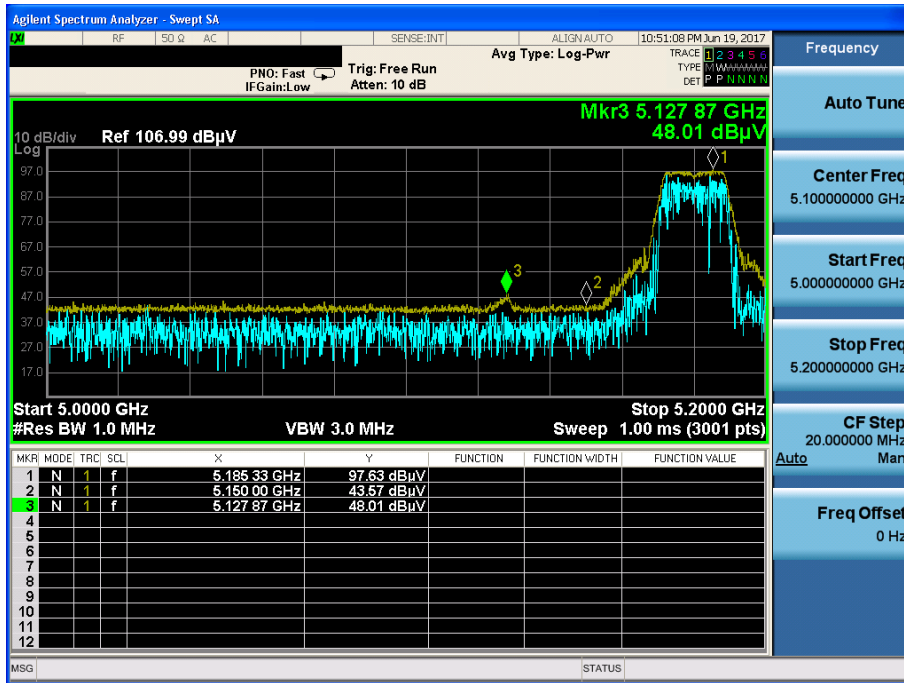 Agilent Spectrum Analyzer - Swept SA
LXI RF 50 Ω AC SENSE:INT ALIGN AUTO 10:51:08 PM Jun 19, 2017
Frequency
Avg Type: Log-Pwr
TRACE 1 2 3 4 5 6
PNO: Fast
Trig: Free Run
TYPE M W W W W W
IFGain:Low
Atten: 10 dB
DET P P N N N N
Mkr3 5.127 87 GHz
48.01 dBµV
10 dB/div
Ref 106.99 dBµV
Log
97.0
87.0
77.0
67.0
57.0
47.0
37.0
27.0
17.0
1
2
3
Start 5.0000 GHz
Stop 5.2000 GHz
#Res BW 1.0 MHz
VBW 3.0 MHz
Sweep 1.00 ms (3001 pts)
MKR MODE TRC SCL X Y FUNCTION FUNCTION WIDTH FUNCTION VALUE
1 N 1 f 5.185 33 GHz 97.63 dBµV
2 N 1 f 5.150 00 GHz 43.57 dBµV
3 N 1 f 5.127 87 GHz 48.01 dBµV
4
5
6
7
8
9
10
11
12
MSG
STATUS
Auto Tune
Center Freq
5.100000000 GHz
Start Freq
5.000000000 GHz
Stop Freq
5.200000000 GHz
CF Step
20.000000 MHz
Auto Man
Freq Offset
0 Hz